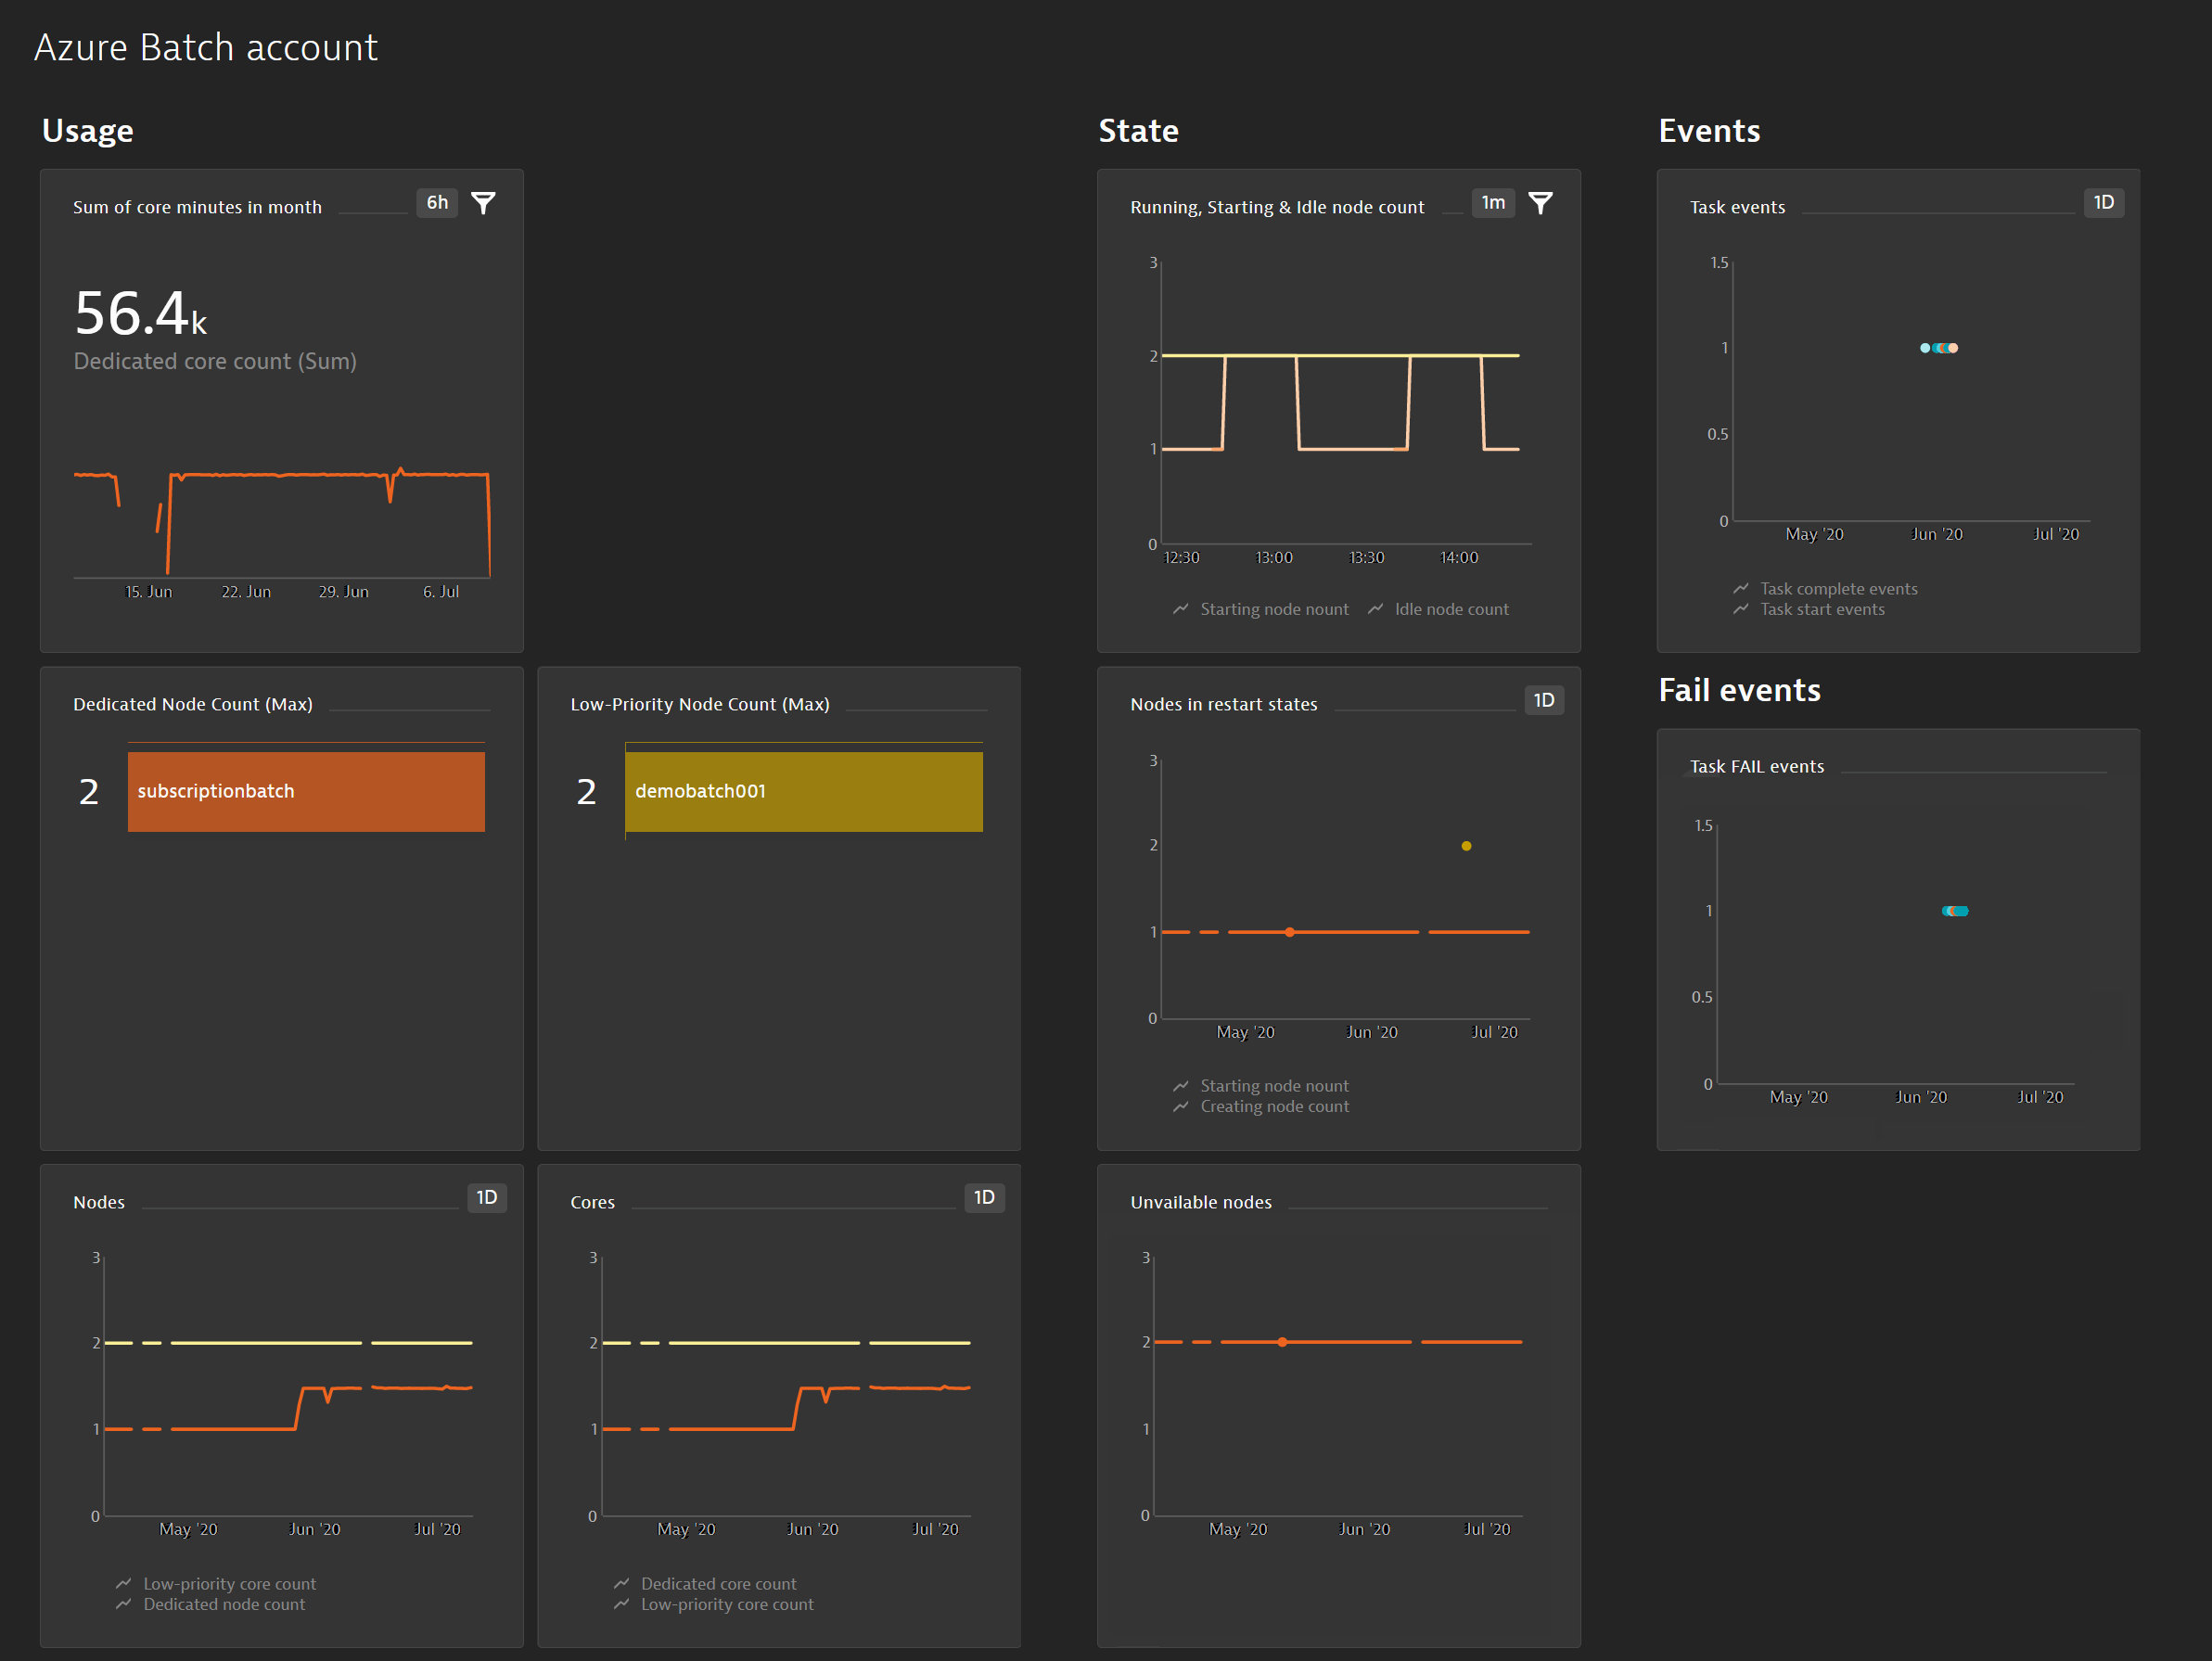 Azure Batch account
Usage
Sum of core minutes in month
6h
56.4k
Dedicated core count (Sum)
15. Jun 22. Jun 29. Jun 6. Jul
Dedicated Node Count (Max)
2 subscriptionbatch
Low-Priority Node Count (Max)
2 demobatch001
Nodes
1D
3
2
1
0
May '20 Jun '20 Jul '20
Low-priority core count
Dedicated node count
Cores
1D
3
2
1
0
May '20 Jun '20 Jul '20
Dedicated core count
Low-priority core count
State
Running, Starting & Idle node count
1m
3
2
1
0
12:30 13:00 13:30 14:00
Starting node nount Idle node count
Nodes in restart states
1D
3
2
1
0
May '20 Jun '20 Jul '20
Starting node nount
Creating node count
Unvailable nodes
3
2
1
0
May '20 Jun '20 Jul '20
Events
Task events
1D
1.5
1
0.5
0
May '20 Jun '20 Jul '20
Task complete events
Task start events
Fail events
Task FAIL events
1.5
1
0.5
0
May '20 Jun '20 Jul '20